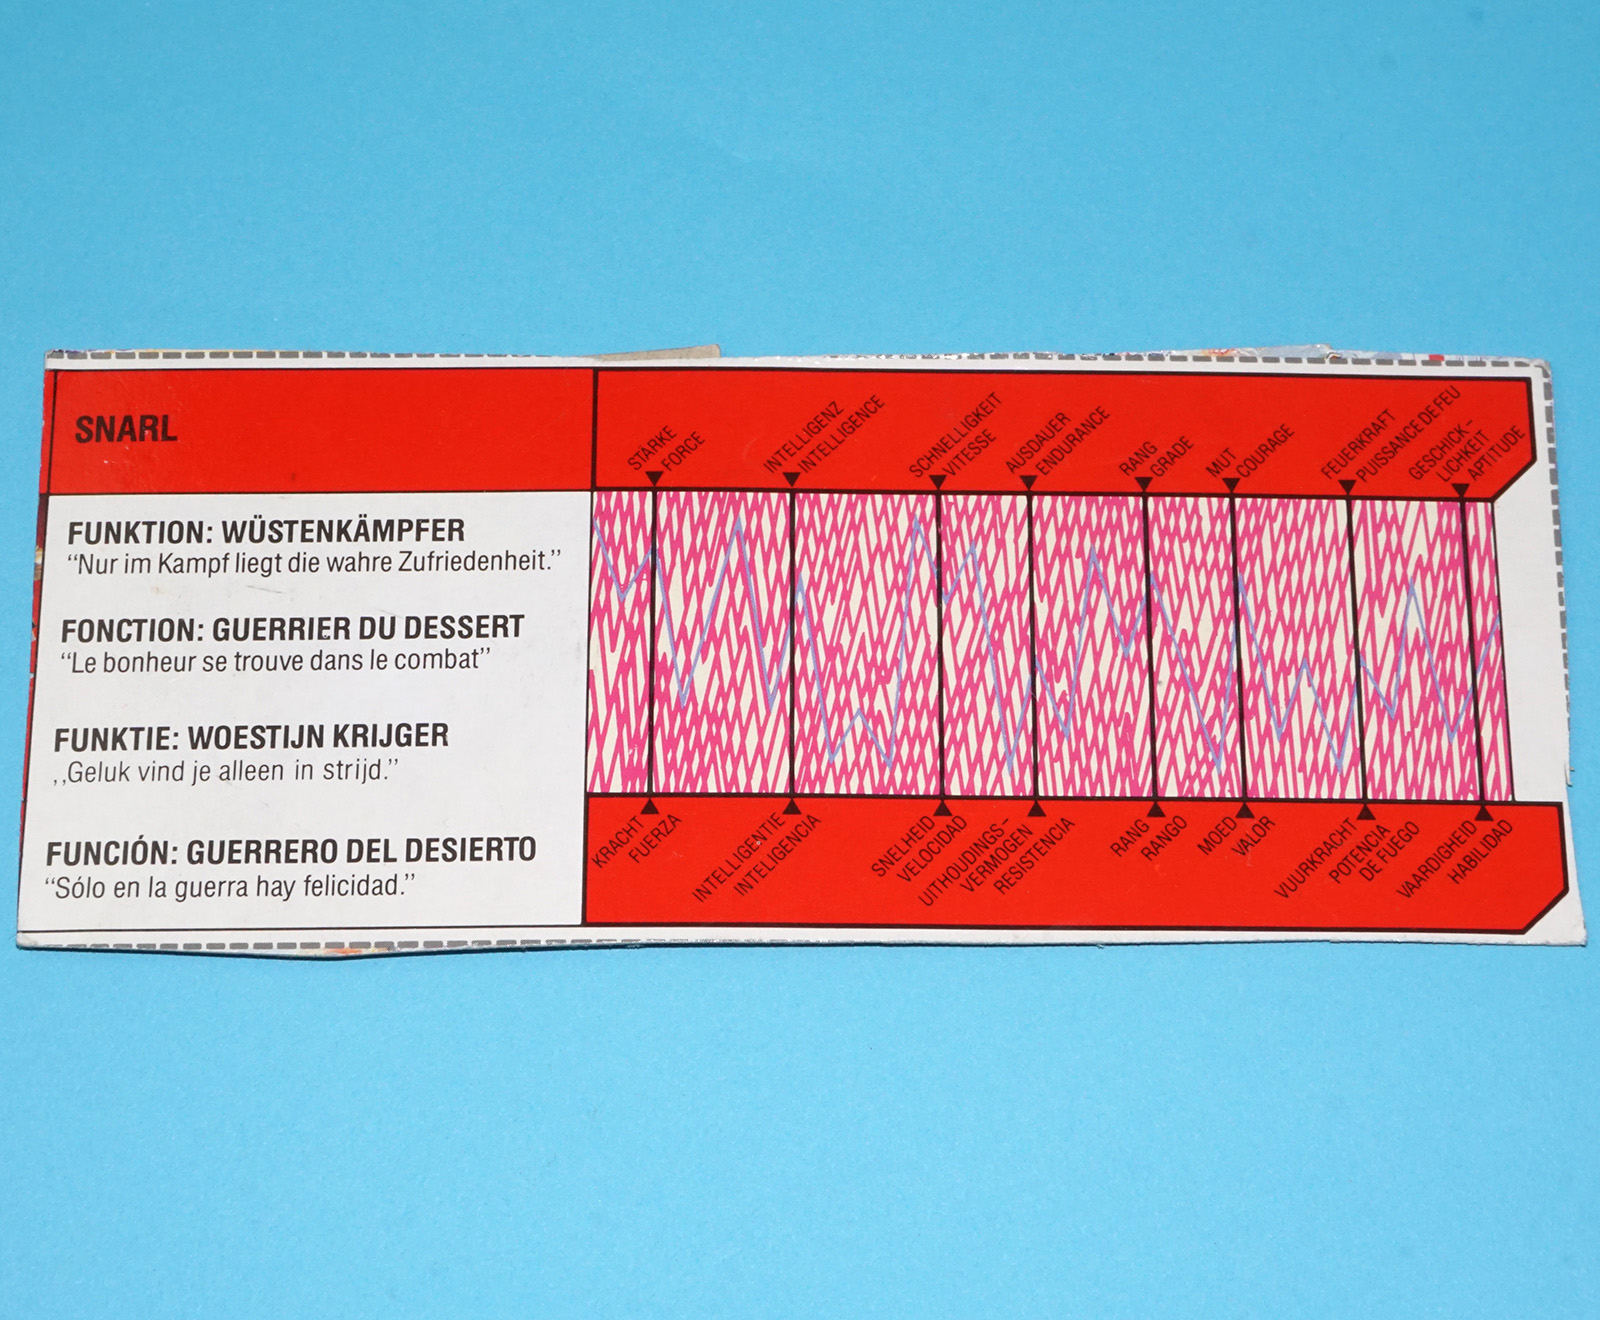 SNARL
FUNKTION: WÜSTENKÄMPFER
“Nur im Kampf liegt die wahre Zufriedenheit.”
FONCTION: GUERRIER DU DESSERT
“Le bonheur se trouve dans le combat”
FUNKTIE: WOESTIJN KRIJGER
,,Geluk vind je alleen in strijd.”
FUNCIÓN: GUERRERO DEL DESIERTO
“Sólo en la guerra hay felicidad.”
STÄRKE
FORCE
INTELLIGENZ
INTELLIGENCE
SCHNELLIGKEIT
VITESSE
AUSDAUER
ENDURANCE
RANG
GRADE
MUT
COURAGE
FEUERKRAFT
PUISSANCE DE FEU
GESCHICK-
LICHKEIT
APTITUDE
KRACHT
FUERZA
INTELLIGENTIE
INTELIGENCIA
SNELHEID
VELOCIDAD
UITHOUDINGS-
VERMOGEN
RESISTENCIA
RANG
RANGO
MOED
VALOR
VUURKRACHT
POTENCIA
DE FUEGO
VAARDIGHEID
HABILIDAD